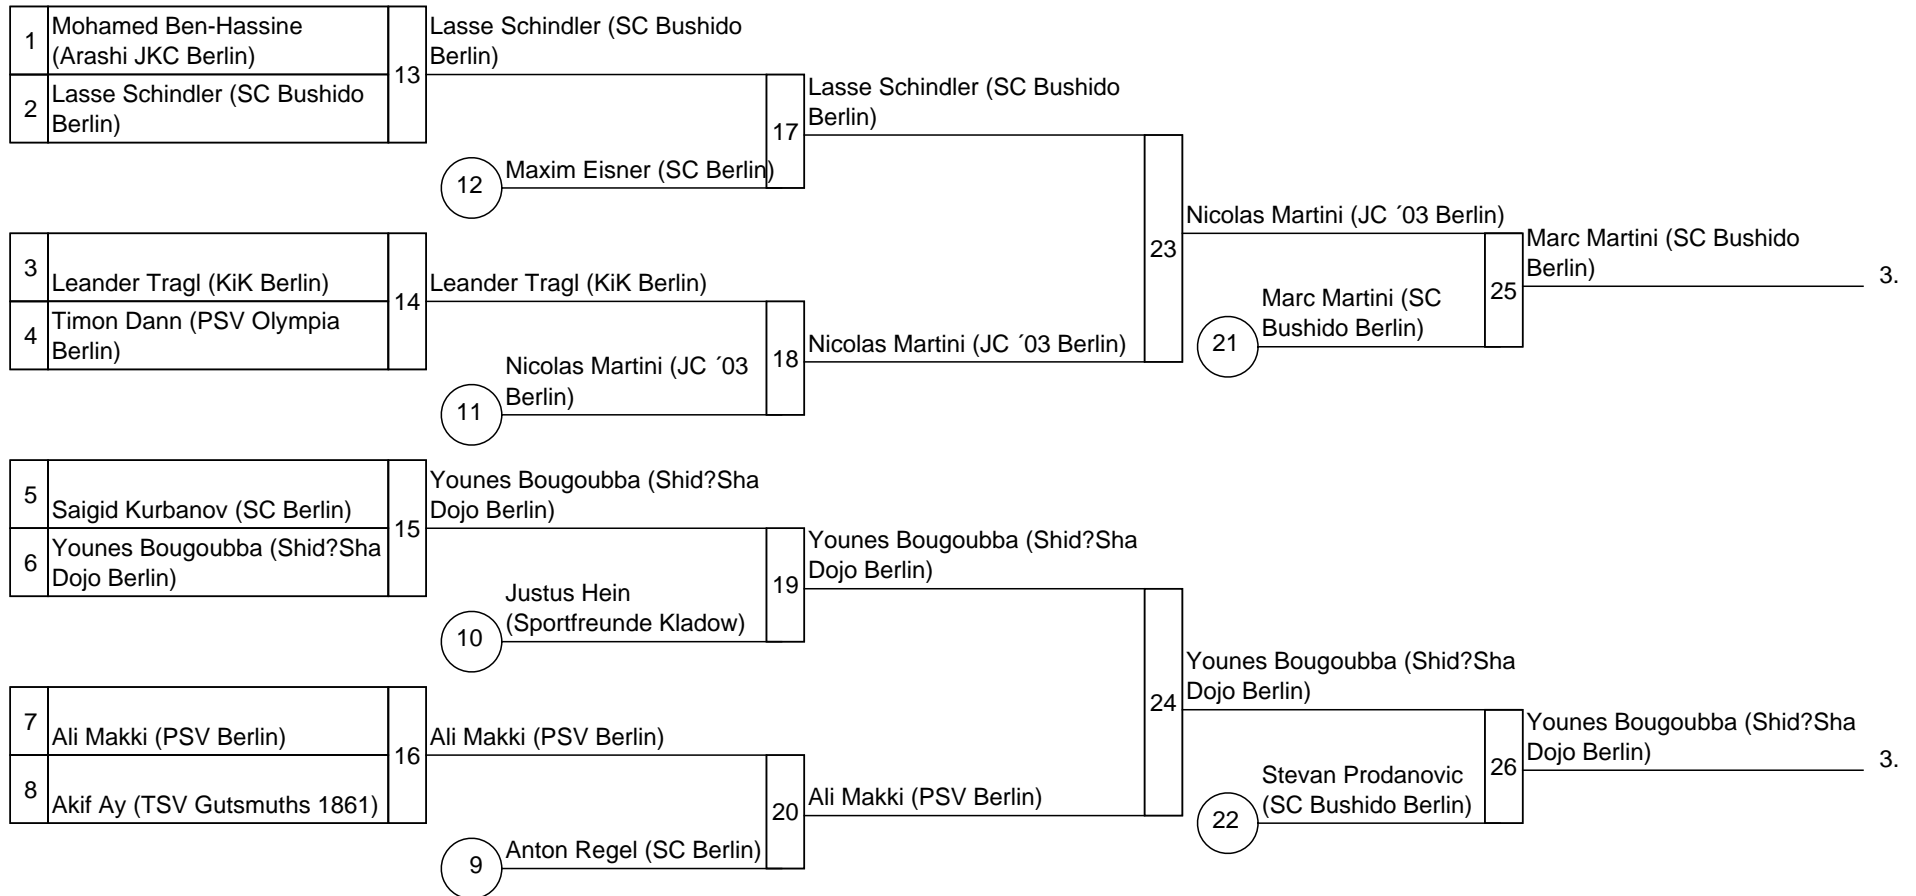 1
Mohamed Ben-Hassine
(Arashi JKC Berlin)
2
Lasse Schindler (SC Bushido
Berlin)
13
Lasse Schindler (SC Bushido
Berlin)
12
Maxim Eisner (SC Berlin)
17
Lasse Schindler (SC Bushido
Berlin)
3
Leander Tragl (KiK Berlin)
4
Timon Dann (PSV Olympia
Berlin)
14
Leander Tragl (KiK Berlin)
11
Nicolas Martini (JC ´03
Berlin)
18
Nicolas Martini (JC ´03 Berlin)
23
Nicolas Martini (JC ´03 Berlin)
21
Marc Martini (SC
Bushido Berlin)
25
Marc Martini (SC Bushido
Berlin)
3.
5
Saigid Kurbanov (SC Berlin)
6
Younes Bougoubba (Shid?Sha
Dojo Berlin)
15
Younes Bougoubba (Shid?Sha
Dojo Berlin)
10
Justus Hein
(Sportfreunde Kladow)
19
Younes Bougoubba (Shid?Sha
Dojo Berlin)
7
Ali Makki (PSV Berlin)
8
Akif Ay (TSV Gutsmuths 1861)
16
Ali Makki (PSV Berlin)
9
Anton Regel (SC Berlin)
20
Ali Makki (PSV Berlin)
24
Younes Bougoubba (Shid?Sha
Dojo Berlin)
22
Stevan Prodanovic
(SC Bushido Berlin)
26
Younes Bougoubba (Shid?Sha
Dojo Berlin)
3.